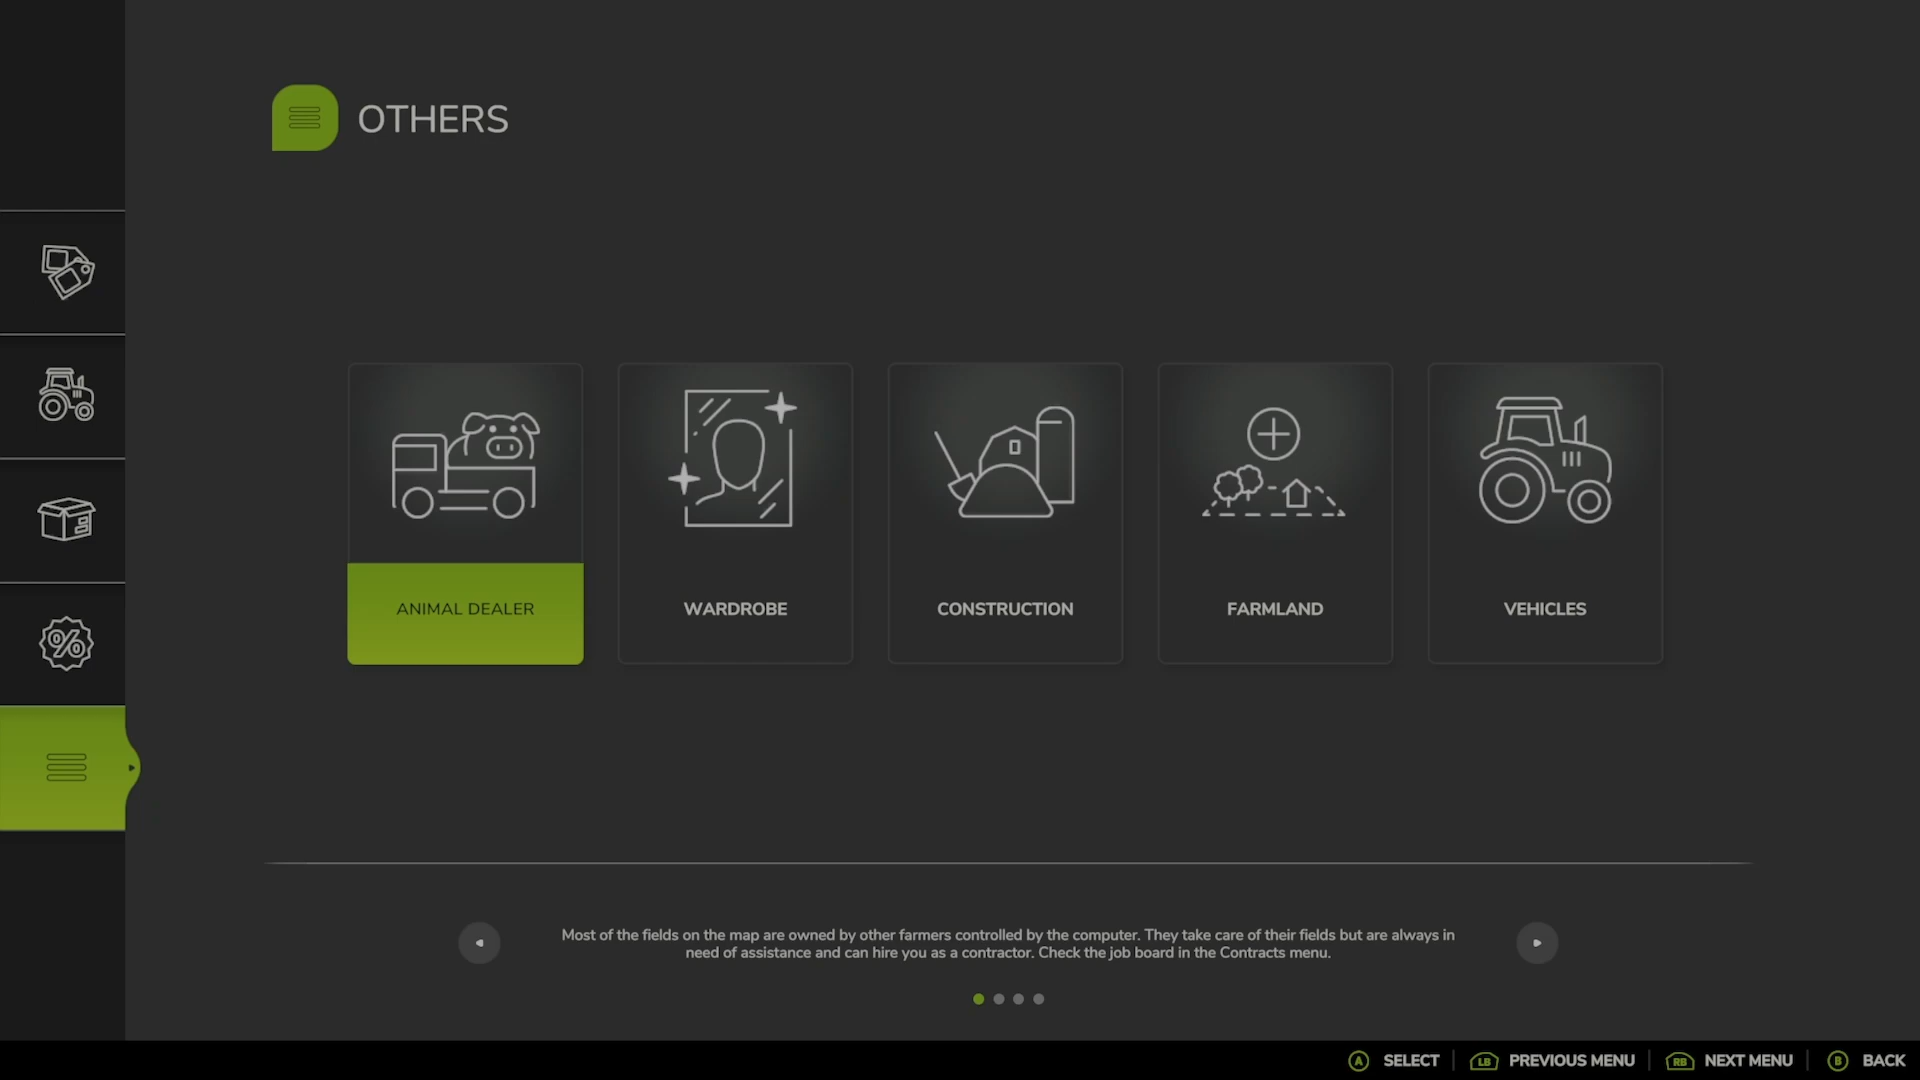 OTHERS
ANIMAL DEALER
WARDROBE
CONSTRUCTION
FARMLAND
VEHICLES
Most of the fields on the map are owned by other farmers controlled by the computer. They take care of their fields but are always in
need of assistance and can hire you as a contractor. Check the job board in the Contracts menu.
A SELECT LB PREVIOUS MENU RB NEXT MENU B BACK